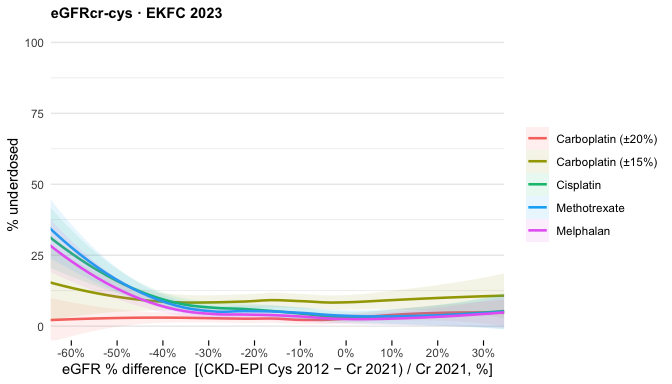 eGFRcr-cys · EKFC 2023
100
75
50
25
0
% underdosed
-60% -50% -40% -30% -20% -10% 0% 10% 20% 30%
eGFR % difference [(CKD-EPI Cys 2012 − Cr 2021) / Cr 2021, %]
Carboplatin (±20%)
Carboplatin (±15%)
Cisplatin
Methotrexate
Melphalan